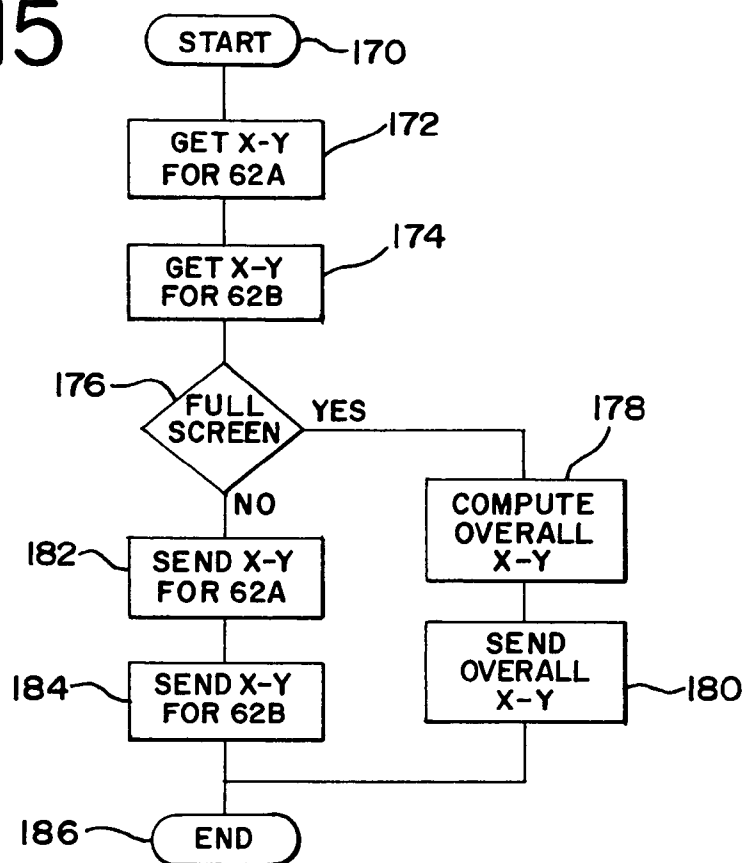 15
START
170
GET X-Y
FOR 62A
172
GET X-Y
FOR 62B
174
176
FULL
SCREEN
YES
NO
178
COMPUTE
OVERALL
X-Y
182
SEND X-Y
FOR 62A
SEND
OVERALL
X-Y
180
184
SEND X-Y
FOR 62B
186
END